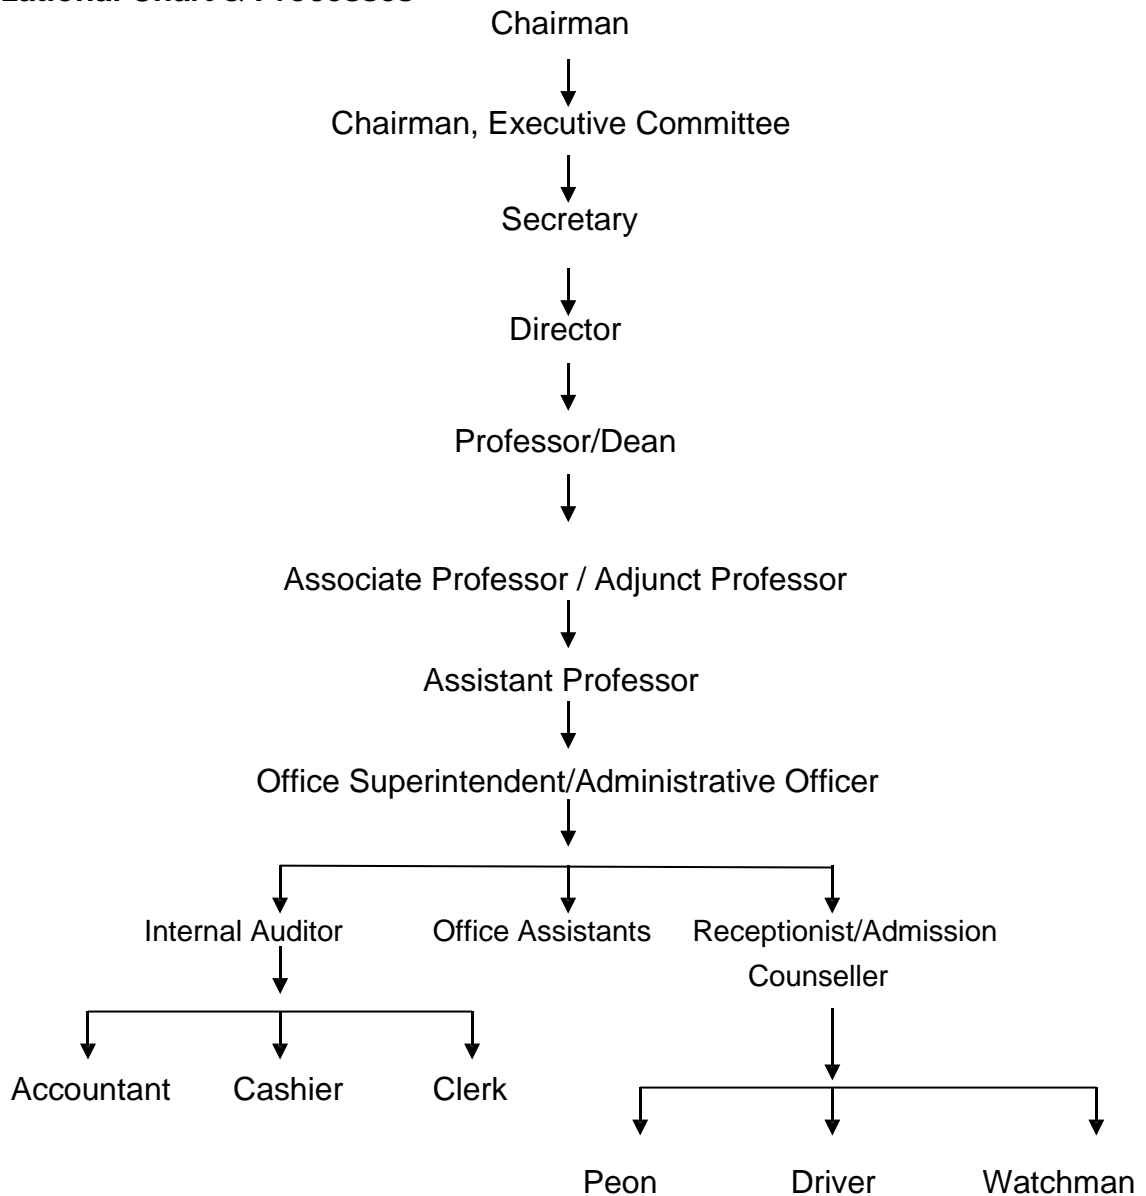 Chairman
Chairman, Executive Committee
Secretary
Director
Professor/Dean
Associate Professor / Adjunct Professor
Assistant Professor
Office Superintendent/Administrative Officer
Internal Auditor Office Assistants Receptionist/Admission
Counseller
Accountant Cashier Clerk
Peon Driver Watchman